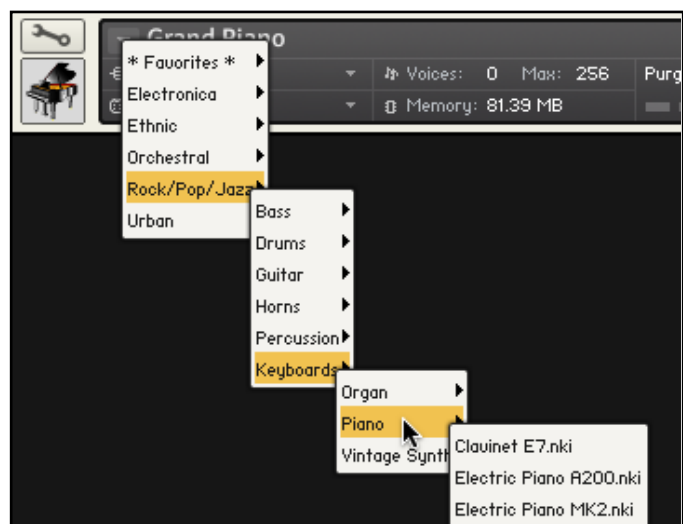 Grand Piano
* Favorites *
Electronica
Ethnic
Orchestral
Rock/Pop/Jazz
Urban
Voices: 0 Max: 256
Purg
Memory: 81.39 MB
Bass
Drums
Guitar
Horns
Percussion
Keyboards
Organ
Piano
Vintage Synth
Clavinet E7.nki
Electric Piano A200.nki
Electric Piano MK2.nki